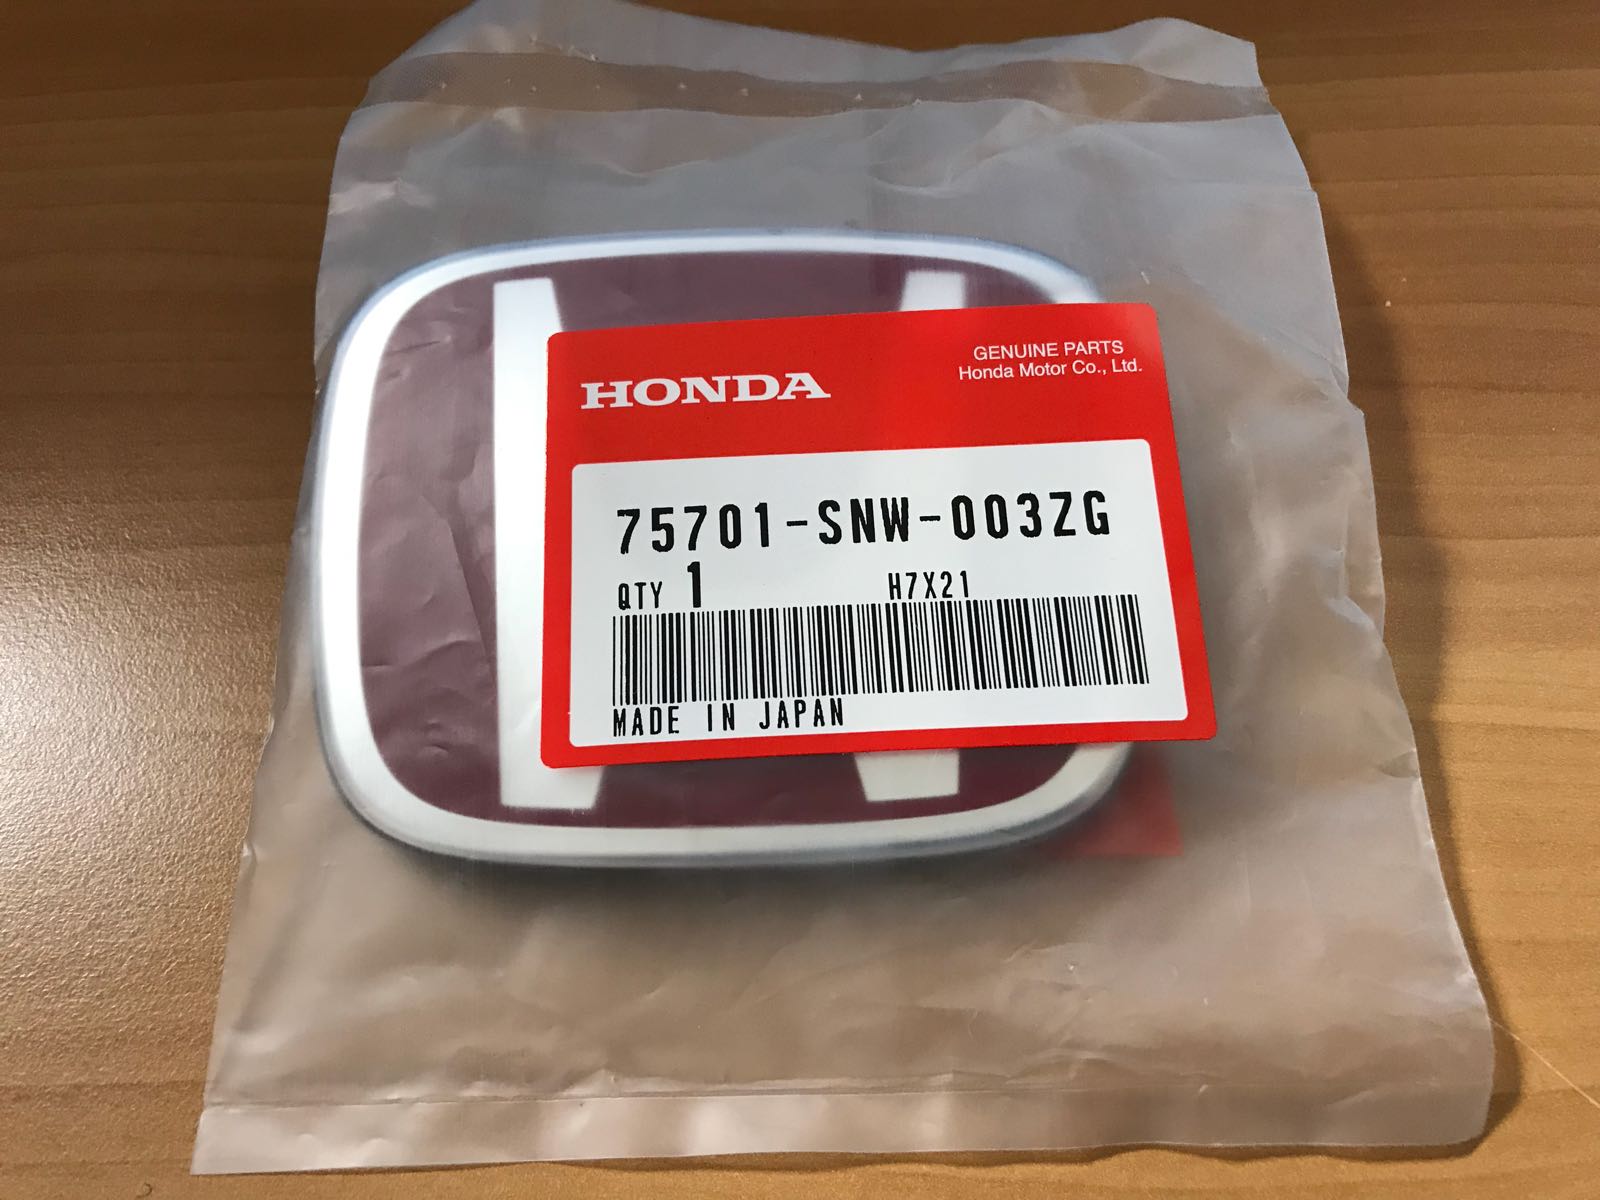 HONDA
GENUINE PARTS
Honda Motor Co., Ltd.
75701-SNW-003ZG
QTY 1 H7X21
MADE IN JAPAN